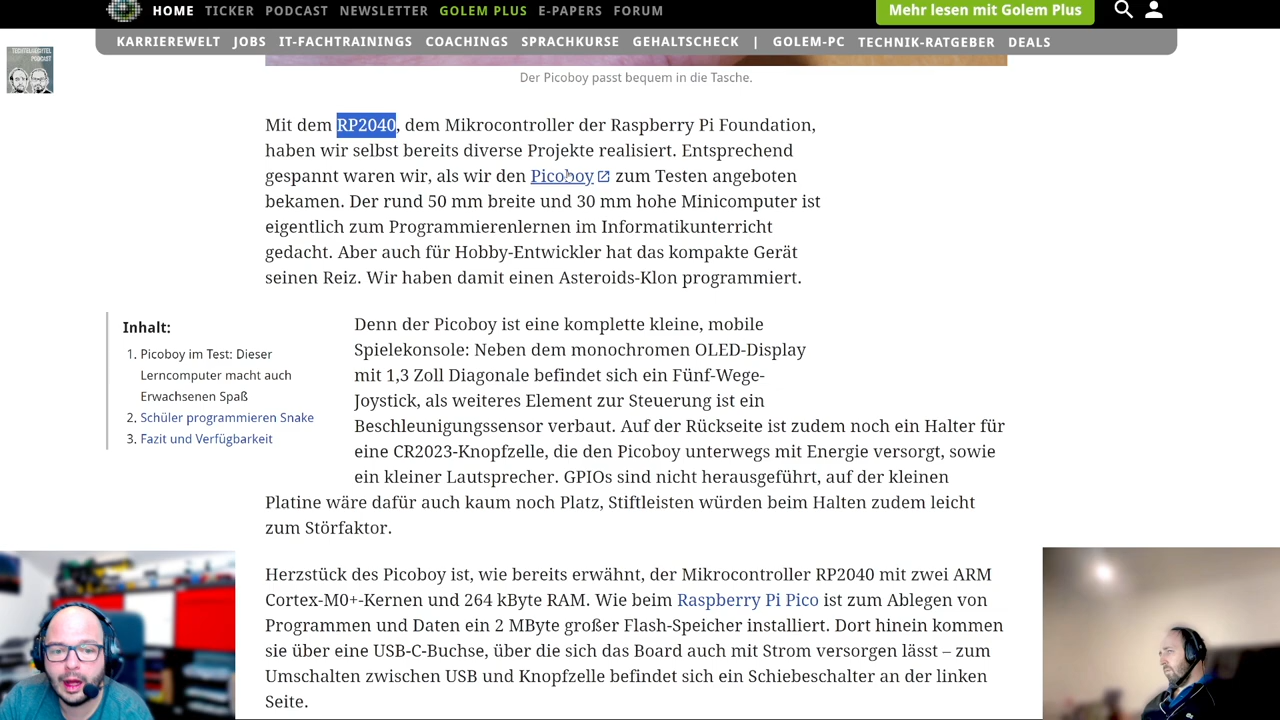 HOME TICKER PODCAST NEWSLETTER GOLEM PLUS E-PAPERS FORUM Mehr lesen mit Golem Plus
KARRIEREWELT JOBS IT-FACHTRAININGS COACHINGS SPRACHKURSE GEHALTSCHECK | GOLEM-PC TECHNIK-RATGEBER DEALS
PODCAST
Der Picoboy passt bequem in die Tasche.
Mit dem RP2040, dem Mikrocontroller der Raspberry Pi Foundation,
haben wir selbst bereits diverse Projekte realisiert. Entsprechend
gespannt waren wir, als wir den Picoboy zum Testen angeboten
bekamen. Der rund 50 mm breite und 30 mm hohe Minicomputer ist
eigentlich zum Programmierenlernen im Informatikunterricht
gedacht. Aber auch für Hobby-Entwickler hat das kompakte Gerät
seinen Reiz. Wir haben damit einen Asteroids-Klon programmiert.
Inhalt:
1. Picoboy im Test: Dieser
Lerncomputer macht auch
Erwachsenen Spaß
2. Schüler programmieren Snake
3. Fazit und Verfügbarkeit
Denn der Picoboy ist eine komplette kleine, mobile
Spielekonsole: Neben dem monochromen OLED-Display
mit 1,3 Zoll Diagonale befindet sich ein Fünf-Wege-
Joystick, als weiteres Element zur Steuerung ist ein
Beschleunigungssensor verbaut. Auf der Rückseite ist zudem noch ein Halter für
eine CR2023-Knopfzelle, die den Picoboy unterwegs mit Energie versorgt, sowie
ein kleiner Lautsprecher. GPIOs sind nicht herausgeführt, auf der kleinen
Platine wäre dafür auch kaum noch Platz, Stiftleisten würden beim Halten zudem leicht
zum Störfaktor.
Herzstück des Picoboy ist, wie bereits erwähnt, der Mikrocontroller RP2040 mit zwei ARM
Cortex-M0+-Kernen und 264 kByte RAM. Wie beim Raspberry Pi Pico ist zum Ablegen von
Programmen und Daten ein 2 MByte großer Flash-Speicher installiert. Dort hinein kommen
sie über eine USB-C-Buchse, über die sich das Board auch mit Strom versorgen lässt – zum
Umschalten zwischen USB und Knopfzelle befindet sich ein Schiebeschalter an der linken
Seite.